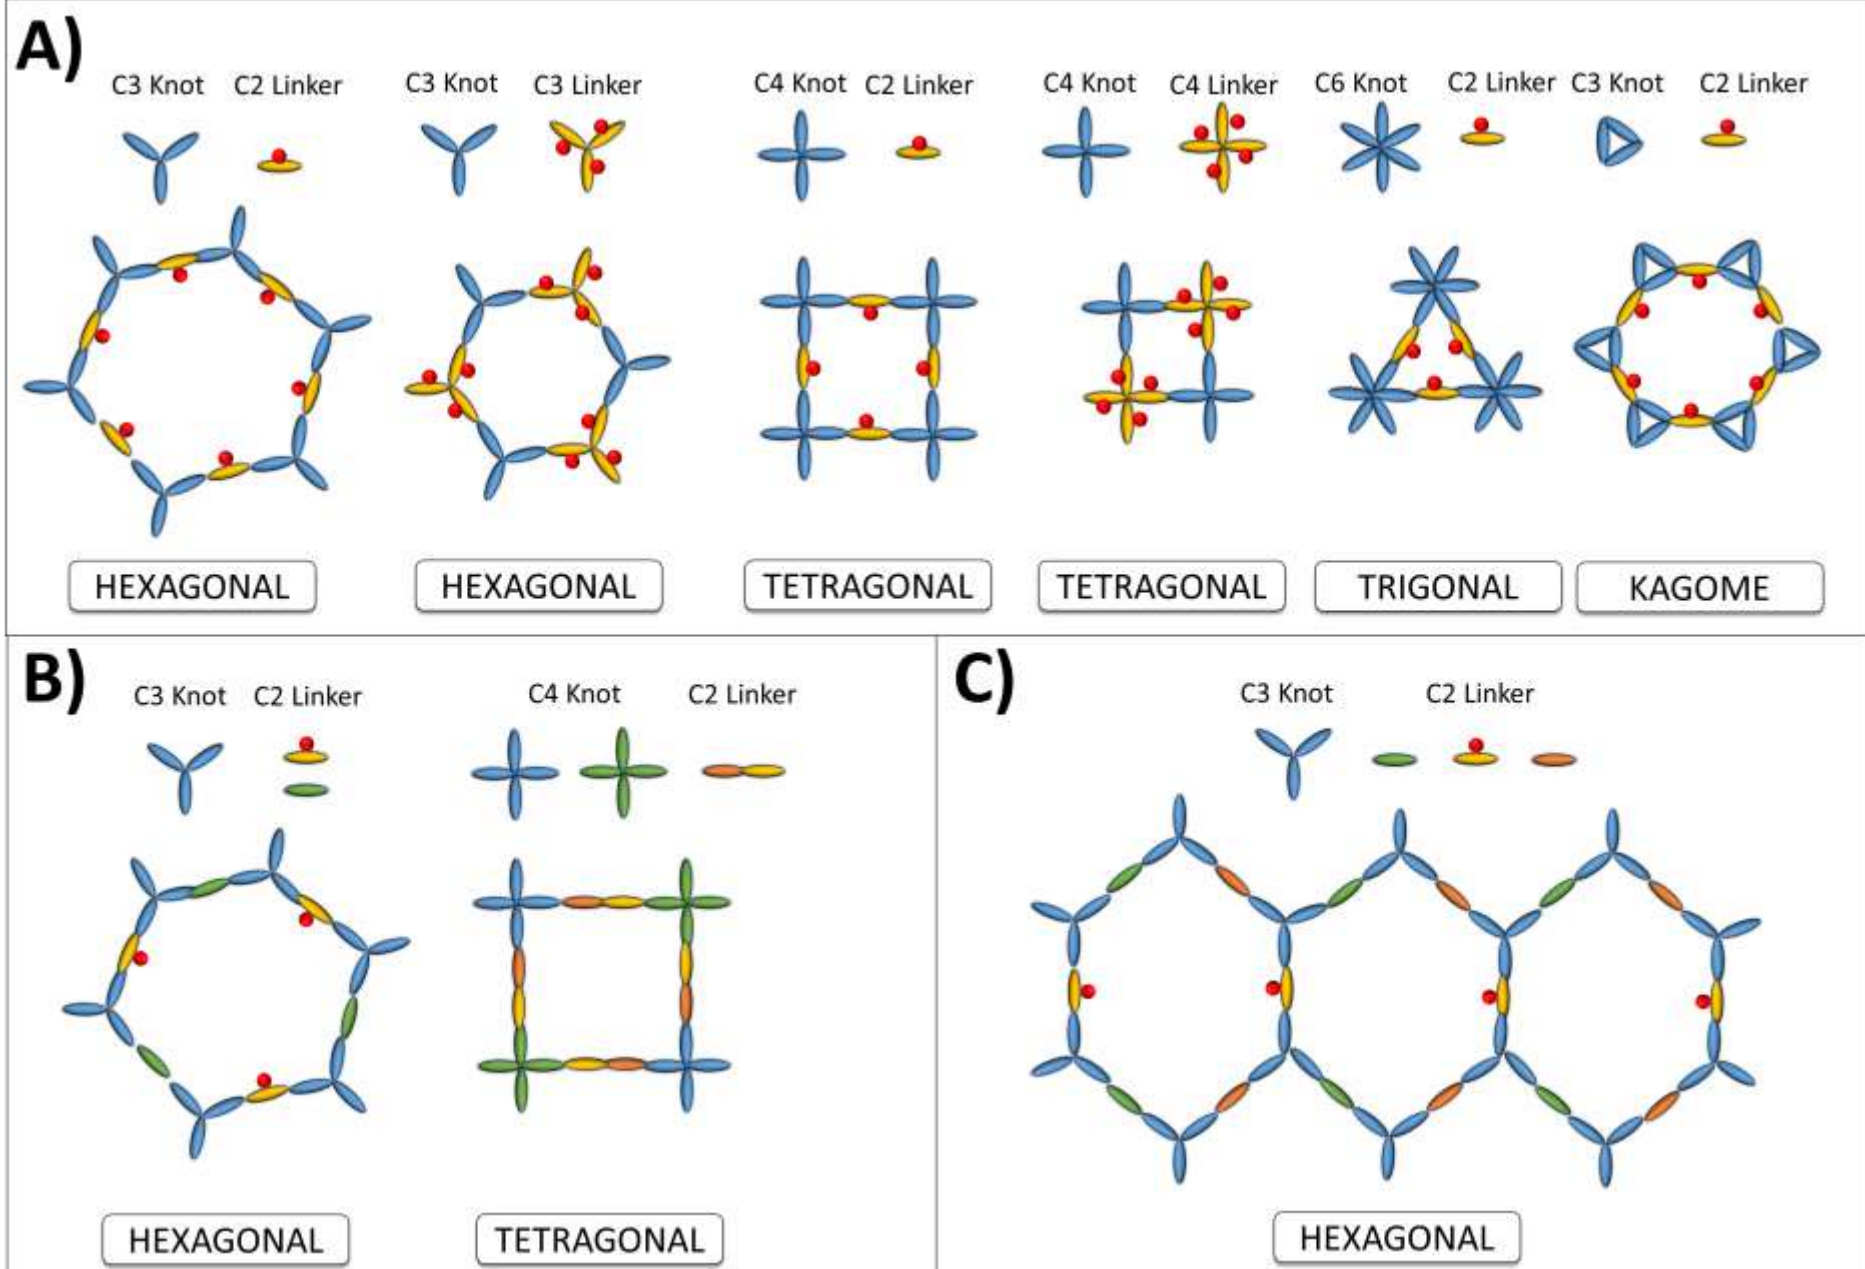 A)
C3 Knot C2 Linker C3 Knot C3 Linker C4 Knot C2 Linker C4 Knot C4 Linker C6 Knot C2 Linker C3 Knot C2 Linker
HEXAGONAL HEXAGONAL TETRAGONAL TETRAGONAL TRIGONAL KAGOME
B)
C3 Knot C2 Linker C4 Knot C2 Linker
HEXAGONAL TETRAGONAL
C)
C3 Knot C2 Linker
HEXAGONAL